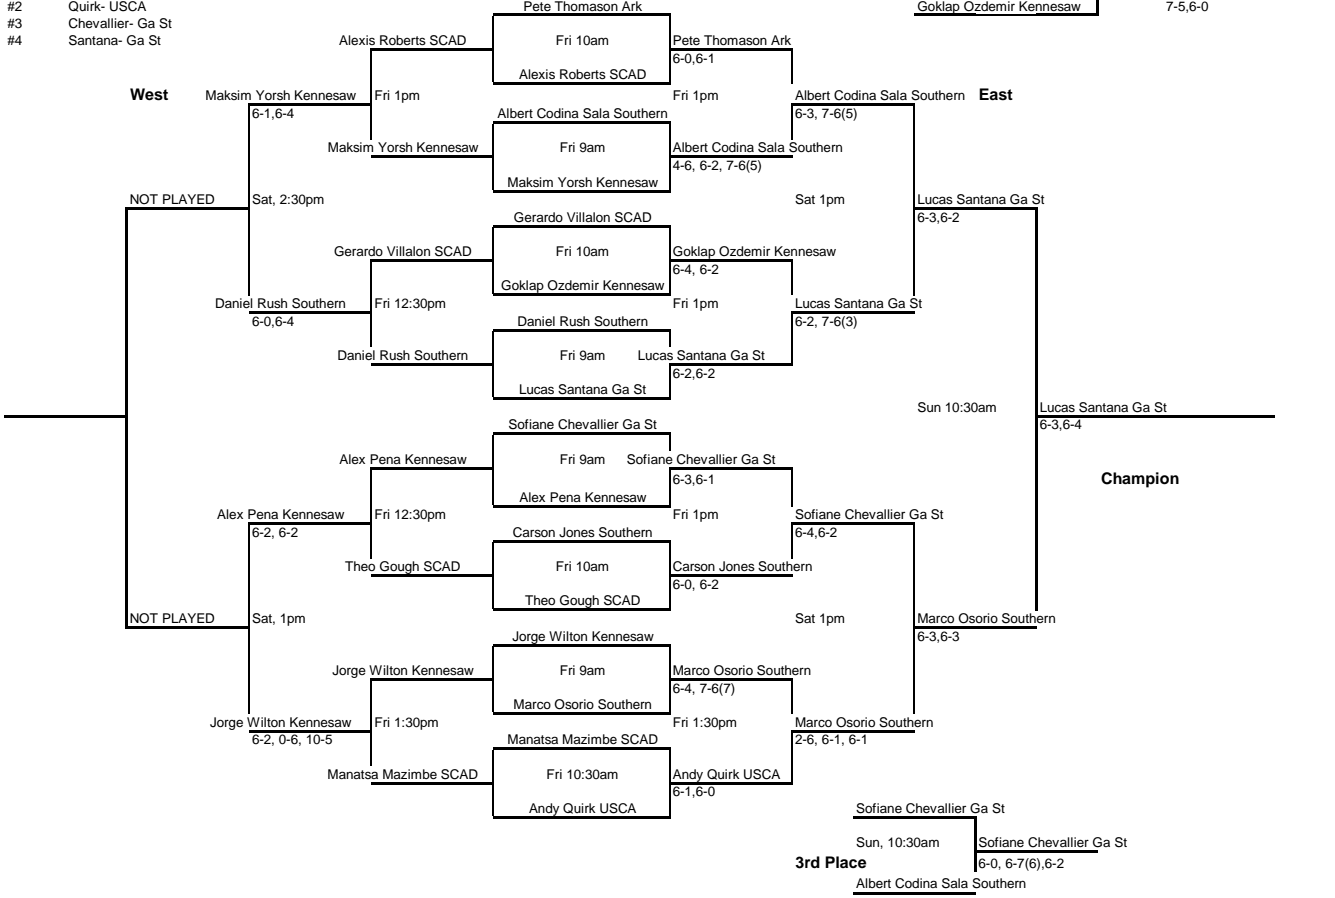 #2 Quirk- USCA Pete Thomason Ark Goklap Ozdemir Kennesaw 7-5,6-0
#3 Chevallier- Ga St
#4 Santana- Ga St Alexis Roberts SCAD Fri 10am Pete Thomason Ark
6-0,6-1
Alexis Roberts SCAD
West Maksim Yorsh Kennesaw Fri 1pm Fri 1pm Albert Codina Sala Southern East
6-1,6-4 Albert Codina Sala Southern 6-3, 7-6(5)
Maksim Yorsh Kennesaw Fri 9am Albert Codina Sala Southern
4-6, 6-2, 7-6(5)
Maksim Yorsh Kennesaw
NOT PLAYED Sat, 2:30pm Sat 1pm Lucas Santana Ga St
Gerardo Villalon SCAD 6-3,6-2
Gerardo Villalon SCAD Fri 10am Goklap Ozdemir Kennesaw
6-4, 6-2
Goklap Ozdemir Kennesaw
Daniel Rush Southern Fri 12:30pm Fri 1pm Lucas Santana Ga St
6-0,6-4 Daniel Rush Southern 6-2, 7-6(3)
Daniel Rush Southern Fri 9am Lucas Santana Ga St
6-2,6-2
Lucas Santana Ga St
Sun 10:30am Lucas Santana Ga St
Sofiane Chevallier Ga St 6-3,6-4
Alex Pena Kennesaw Fri 9am Sofiane Chevallier Ga St
6-3,6-1 Champion
Alex Pena Kennesaw
Alex Pena Kennesaw Fri 12:30pm Fri 1pm Sofiane Chevallier Ga St
6-2, 6-2 Carson Jones Southern 6-4,6-2
Theo Gough SCAD Fri 10am Carson Jones Southern
6-0, 6-2
Theo Gough SCAD
NOT PLAYED Sat, 1pm Sat 1pm Marco Osorio Southern
Jorge Wilton Kennesaw 6-3,6-3
Jorge Wilton Kennesaw Fri 9am Marco Osorio Southern
6-4, 7-6(7)
Marco Osorio Southern
Jorge Wilton Kennesaw Fri 1:30pm Fri 1:30pm Marco Osorio Southern
6-2, 0-6, 10-5 Manatsa Mazimbe SCAD 2-6, 6-1, 6-1
Manatsa Mazimbe SCAD Fri 10:30am Andy Quirk USCA
6-1,6-0
Andy Quirk USCA Sofiane Chevallier Ga St
Sun, 10:30am Sofiane Chevallier Ga St
3rd Place 6-0, 6-7(6),6-2
Albert Codina Sala Southern